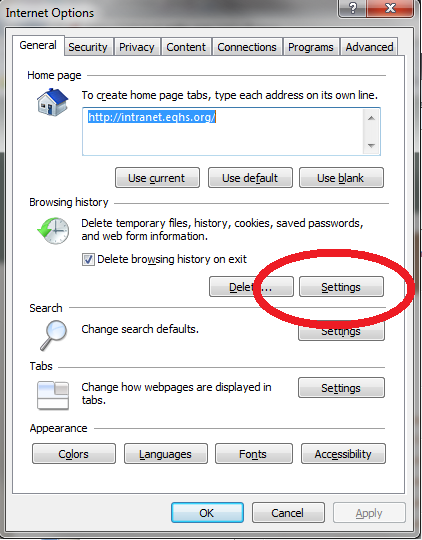 Internet Options
?
General Security Privacy Content Connections Programs Advanced
Home page
To create home page tabs, type each address on its own line.
http://intranet.eqhs.org/
Use current Use default Use blank
Browsing history
Delete temporary files, history, cookies, saved passwords,
and web form information.
Delete browsing history on exit
Delete... Settings
Search
Change search defaults. Settings
Tabs
Change how webpages are displayed in
tabs.
Settings
Appearance
Colors Languages Fonts Accessibility
OK Cancel Apply